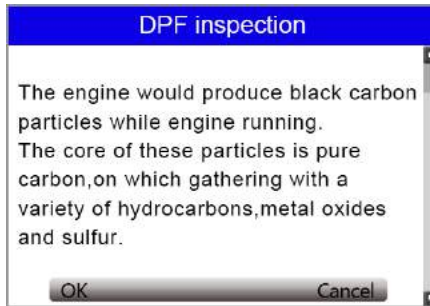 DPF inspection
The engine would produce black carbon
particles while engine running.
The core of these particles is pure
carbon,on which gathering with a
variety of hydrocarbons,metal oxides
and sulfur.
OK Cancel